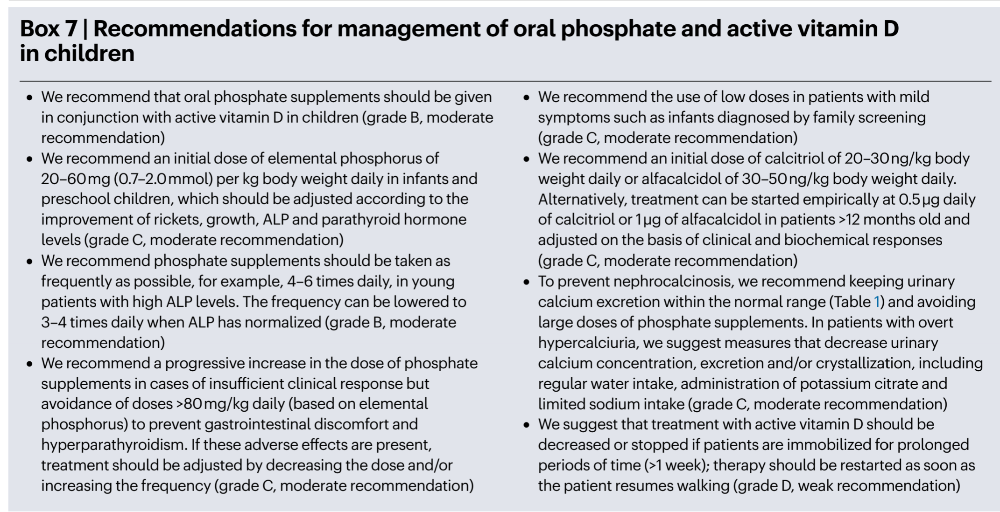 Box 7 | Recommendations for management of oral phosphate and active vitamin D
in children
• We recommend that oral phosphate supplements should be given
in conjunction with active vitamin D in children (grade B, moderate
recommendation)
• We recommend an initial dose of elemental phosphorus of
20–60 mg (0.7–2.0 mmol) per kg body weight daily in infants and
preschool children, which should be adjusted according to the
improvement of rickets, growth, ALP and parathyroid hormone
levels (grade C, moderate recommendation)
• We recommend phosphate supplements should be taken as
frequently as possible, for example, 4–6 times daily, in young
patients with high ALP levels. The frequency can be lowered to
3–4 times daily when ALP has normalized (grade B, moderate
recommendation)
• We recommend a progressive increase in the dose of phosphate
supplements in cases of insufficient clinical response but
avoidance of doses >80 mg/kg daily (based on elemental
phosphorus) to prevent gastrointestinal discomfort and
hyperparathyroidism. If these adverse effects are present,
treatment should be adjusted by decreasing the dose and/or
increasing the frequency (grade C, moderate recommendation)
• We recommend the use of low doses in patients with mild
symptoms such as infants diagnosed by family screening
(grade C, moderate recommendation)
• We recommend an initial dose of calcitriol of 20–30 ng/kg body
weight daily or alfacalcidol of 30–50 ng/kg body weight daily.
Alternatively, treatment can be started empirically at 0.5 µg daily
of calcitriol or 1 µg of alfacalcidol in patients >12 months old and
adjusted on the basis of clinical and biochemical responses
(grade C, moderate recommendation)
• To prevent nephrocalcinosis, we recommend keeping urinary
calcium excretion within the normal range (Table 1) and avoiding
large doses of phosphate supplements. In patients with overt
hypercalciuria, we suggest measures that decrease urinary
calcium concentration, excretion and/or crystallization, including
regular water intake, administration of potassium citrate and
limited sodium intake (grade C, moderate recommendation)
• We suggest that treatment with active vitamin D should be
decreased or stopped if patients are immobilized for prolonged
periods of time (>1 week); therapy should be restarted as soon as
the patient resumes walking (grade D, weak recommendation)